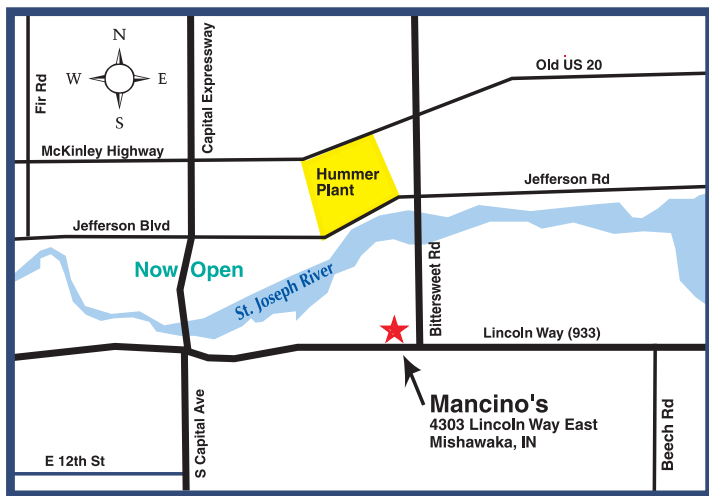 N
W E
S
Fir Rd
Capital Expressway
Old US 20
McKinley Highway
Hummer
Plant
Jefferson Rd
Jefferson Blvd
Now Open
St. Joseph River
Bittersweet Rd
Lincoln Way (933)
Mancino's
4303 Lincoln Way East
Mishawaka, IN
S Capital Ave
Beech Rd
E 12th St